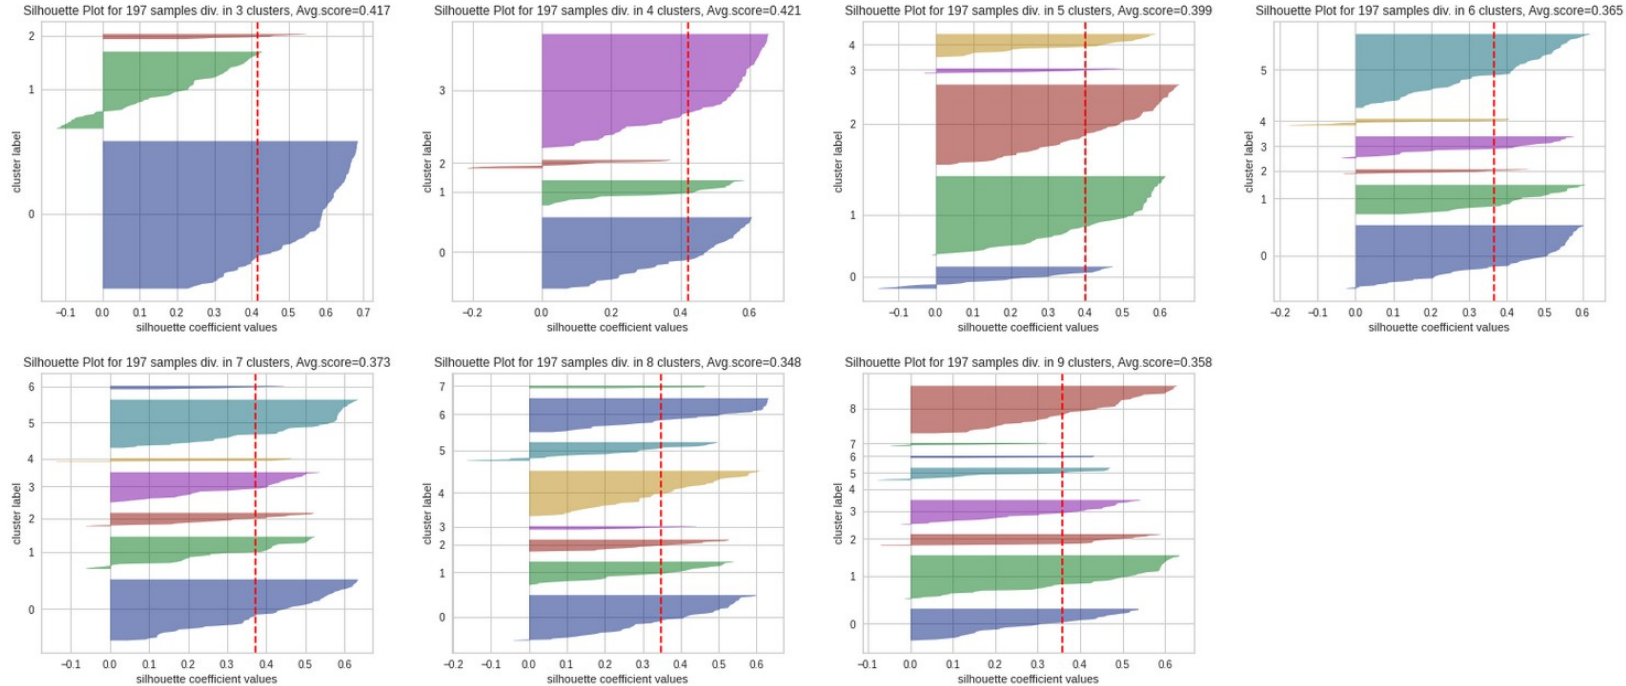 Silhouette Plot for 197 samples div. in 3 clusters, Avg.score=0.417
2
1
0
cluster label
−0.1 0.0 0.1 0.2 0.3 0.4 0.5 0.6 0.7
silhouette coefficient values
Silhouette Plot for 197 samples div. in 4 clusters, Avg.score=0.421
3
2
1
0
cluster label
−0.2 0.0 0.2 0.4 0.6
silhouette coefficient values
Silhouette Plot for 197 samples div. in 5 clusters, Avg.score=0.399
4
3
2
1
0
cluster label
−0.1 0.0 0.1 0.2 0.3 0.4 0.5 0.6
silhouette coefficient values
Silhouette Plot for 197 samples div. in 6 clusters, Avg.score=0.365
5
4
3
2
1
0
cluster label
−0.2 −0.1 0.0 0.1 0.2 0.3 0.4 0.5 0.6
silhouette coefficient values
Silhouette Plot for 197 samples div. in 7 clusters, Avg.score=0.373
6
5
4
3
2
1
0
cluster label
−0.1 0.0 0.1 0.2 0.3 0.4 0.5 0.6
silhouette coefficient values
Silhouette Plot for 197 samples div. in 8 clusters, Avg.score=0.348
7
6
5
4
3
2
1
0
cluster label
−0.2 −0.1 0.0 0.1 0.2 0.3 0.4 0.5 0.6
silhouette coefficient values
Silhouette Plot for 197 samples div. in 9 clusters, Avg.score=0.358
8
7
6
5
4
3
2
1
0
cluster label
−0.1 0.0 0.1 0.2 0.3 0.4 0.5 0.6
silhouette coefficient values